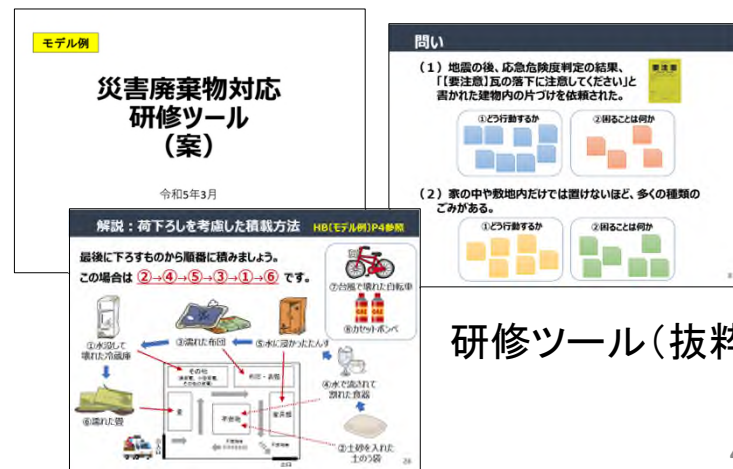 モデル例
災害廃棄物対応
研修ツール
（案）
令和5年3月
問い
（1）地震の後、応急危険度判定の結果、
「【要注意】瓦の落下に注意してください」と
書かれた建物内の片づけを依頼された。
要注意
①どう行動するか
②困ることは何か
（2）家の中や敷地内だけでは置けないほど、多くの種類の
ごみがある。
①どう行動するか
②困ることは何か
解説：荷下ろしを考慮した積載方法 HB(モデル例)P4参照
最後に下ろすものから順番に積みましょう。
この場合は ②→④→⑤→③→①→⑥ です。
⑦台風で壊れた自転車
⑧カセットボンベ
①水没して
壊れた冷蔵庫
③濡れた布団
⑤水に浸かったたんす
④水で流されて
割れた食器
⑥濡れた畳
②土砂を入れた
土のう袋
その他
畳
不燃物
28
研修ツール（抜粋